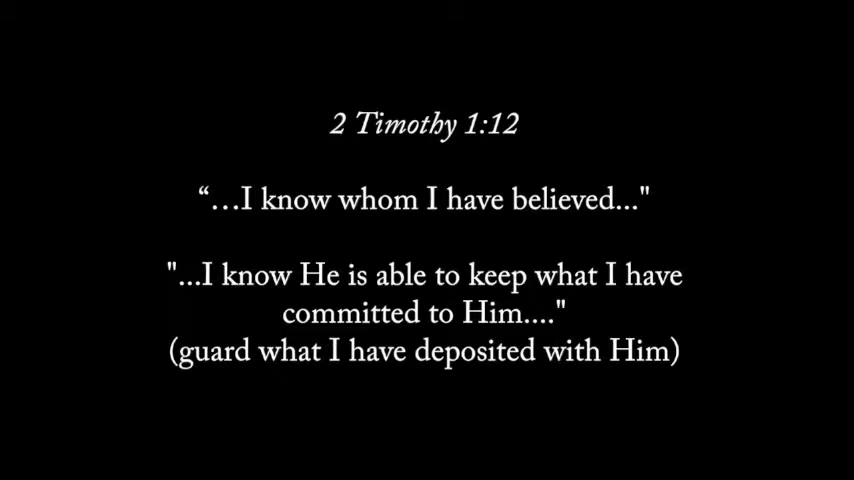 2 Timothy 1:12
“...I know whom I have believed..."
"...I know He is able to keep what I have
committed to Him...."
(guard what I have deposited with Him)